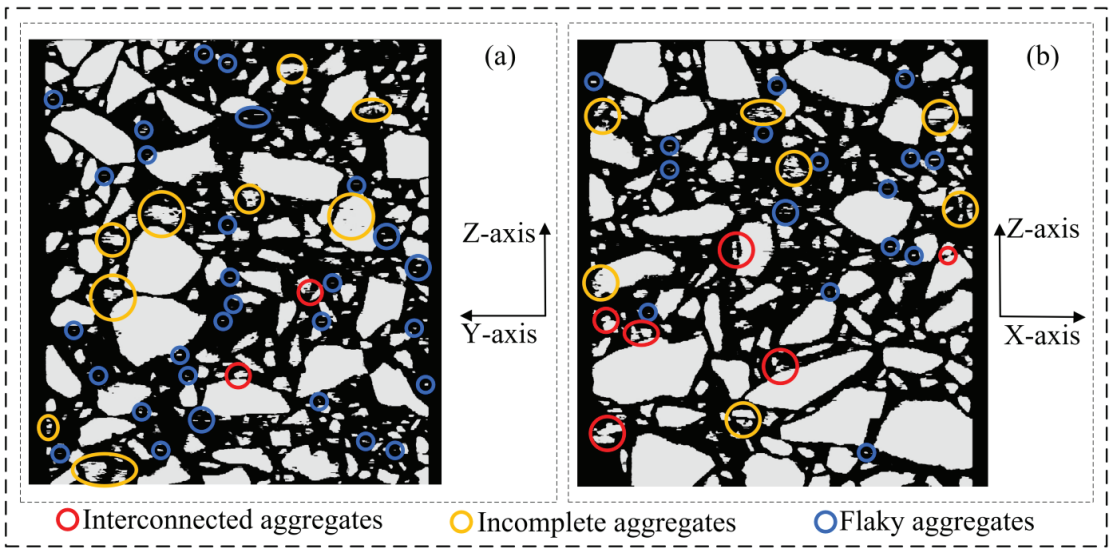 (a)
(b)
Z-axis
Y-axis
Z-axis
X-axis
Interconnected aggregates
Incomplete aggregates
Flaky aggregates